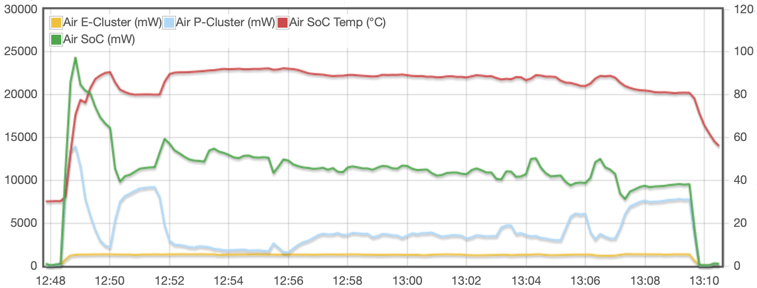 30000 120
Air E-Cluster (mW) Air P-Cluster (mW) Air SoC Temp (°C)
Air SoC (mW)
25000 100
20000 80
15000 60
10000 40
5000 20
0 0
12:48 12:50 12:52 12:54 12:56 12:58 13:00 13:02 13:04 13:06 13:08 13:10